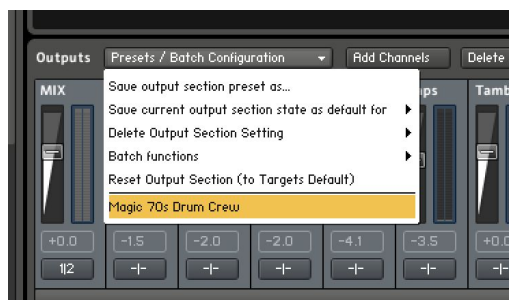 Outputs Presets / Batch Configuration Add Channels Delete
MIX
Save output section preset as...
Save current output section state as default for
Delete Output Section Setting
Batch functions
Reset Output Section (to Targets Default)
Magic 70s Drum Crew
ps Tamb
+0.0 -1.5 -2.0 -2.0 -4.1 -3.5 +0.0
1|2 -|- -|- -|- -|- -|- -|-